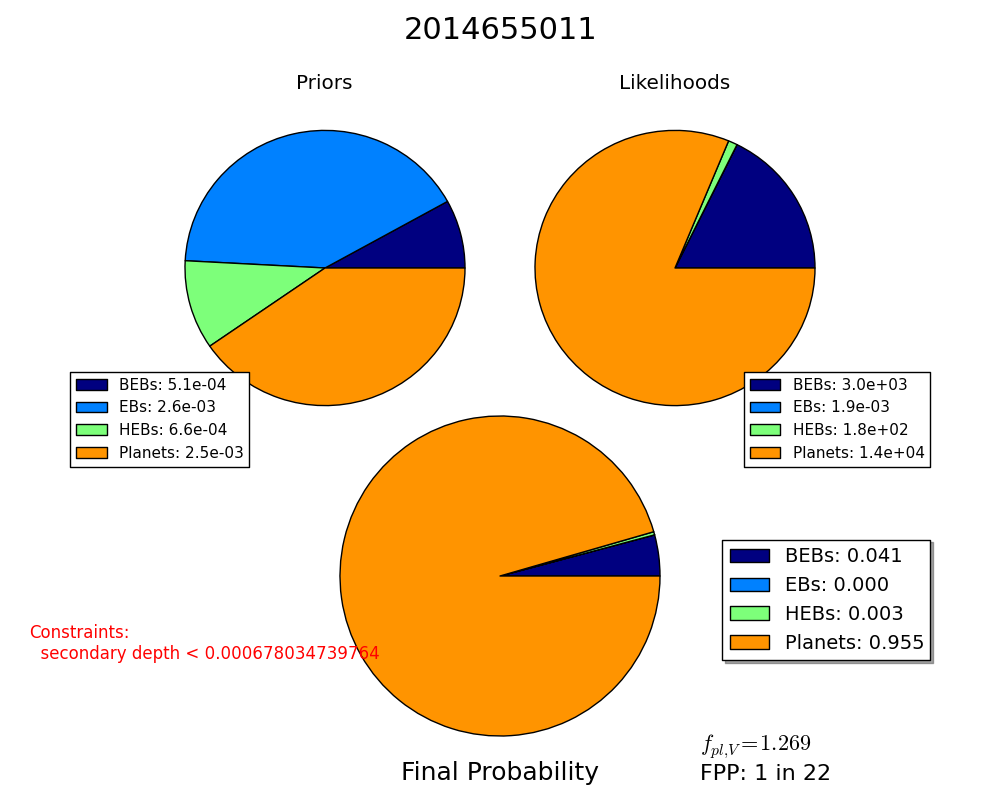 2014655011
Priors
Likelihoods
BEBs: 5.1e-04
EBs: 2.6e-03
HEBs: 6.6e-04
Planets: 2.5e-03
BEBs: 3.0e+03
EBs: 1.9e-03
HEBs: 1.8e+02
Planets: 1.4e+04
BEBs: 0.041
EBs: 0.000
HEBs: 0.003
Planets: 0.955
Constraints:
secondary depth < 0.000678034739764
f_{pl,V} = 1.269
FPP: 1 in 22
Final Probability